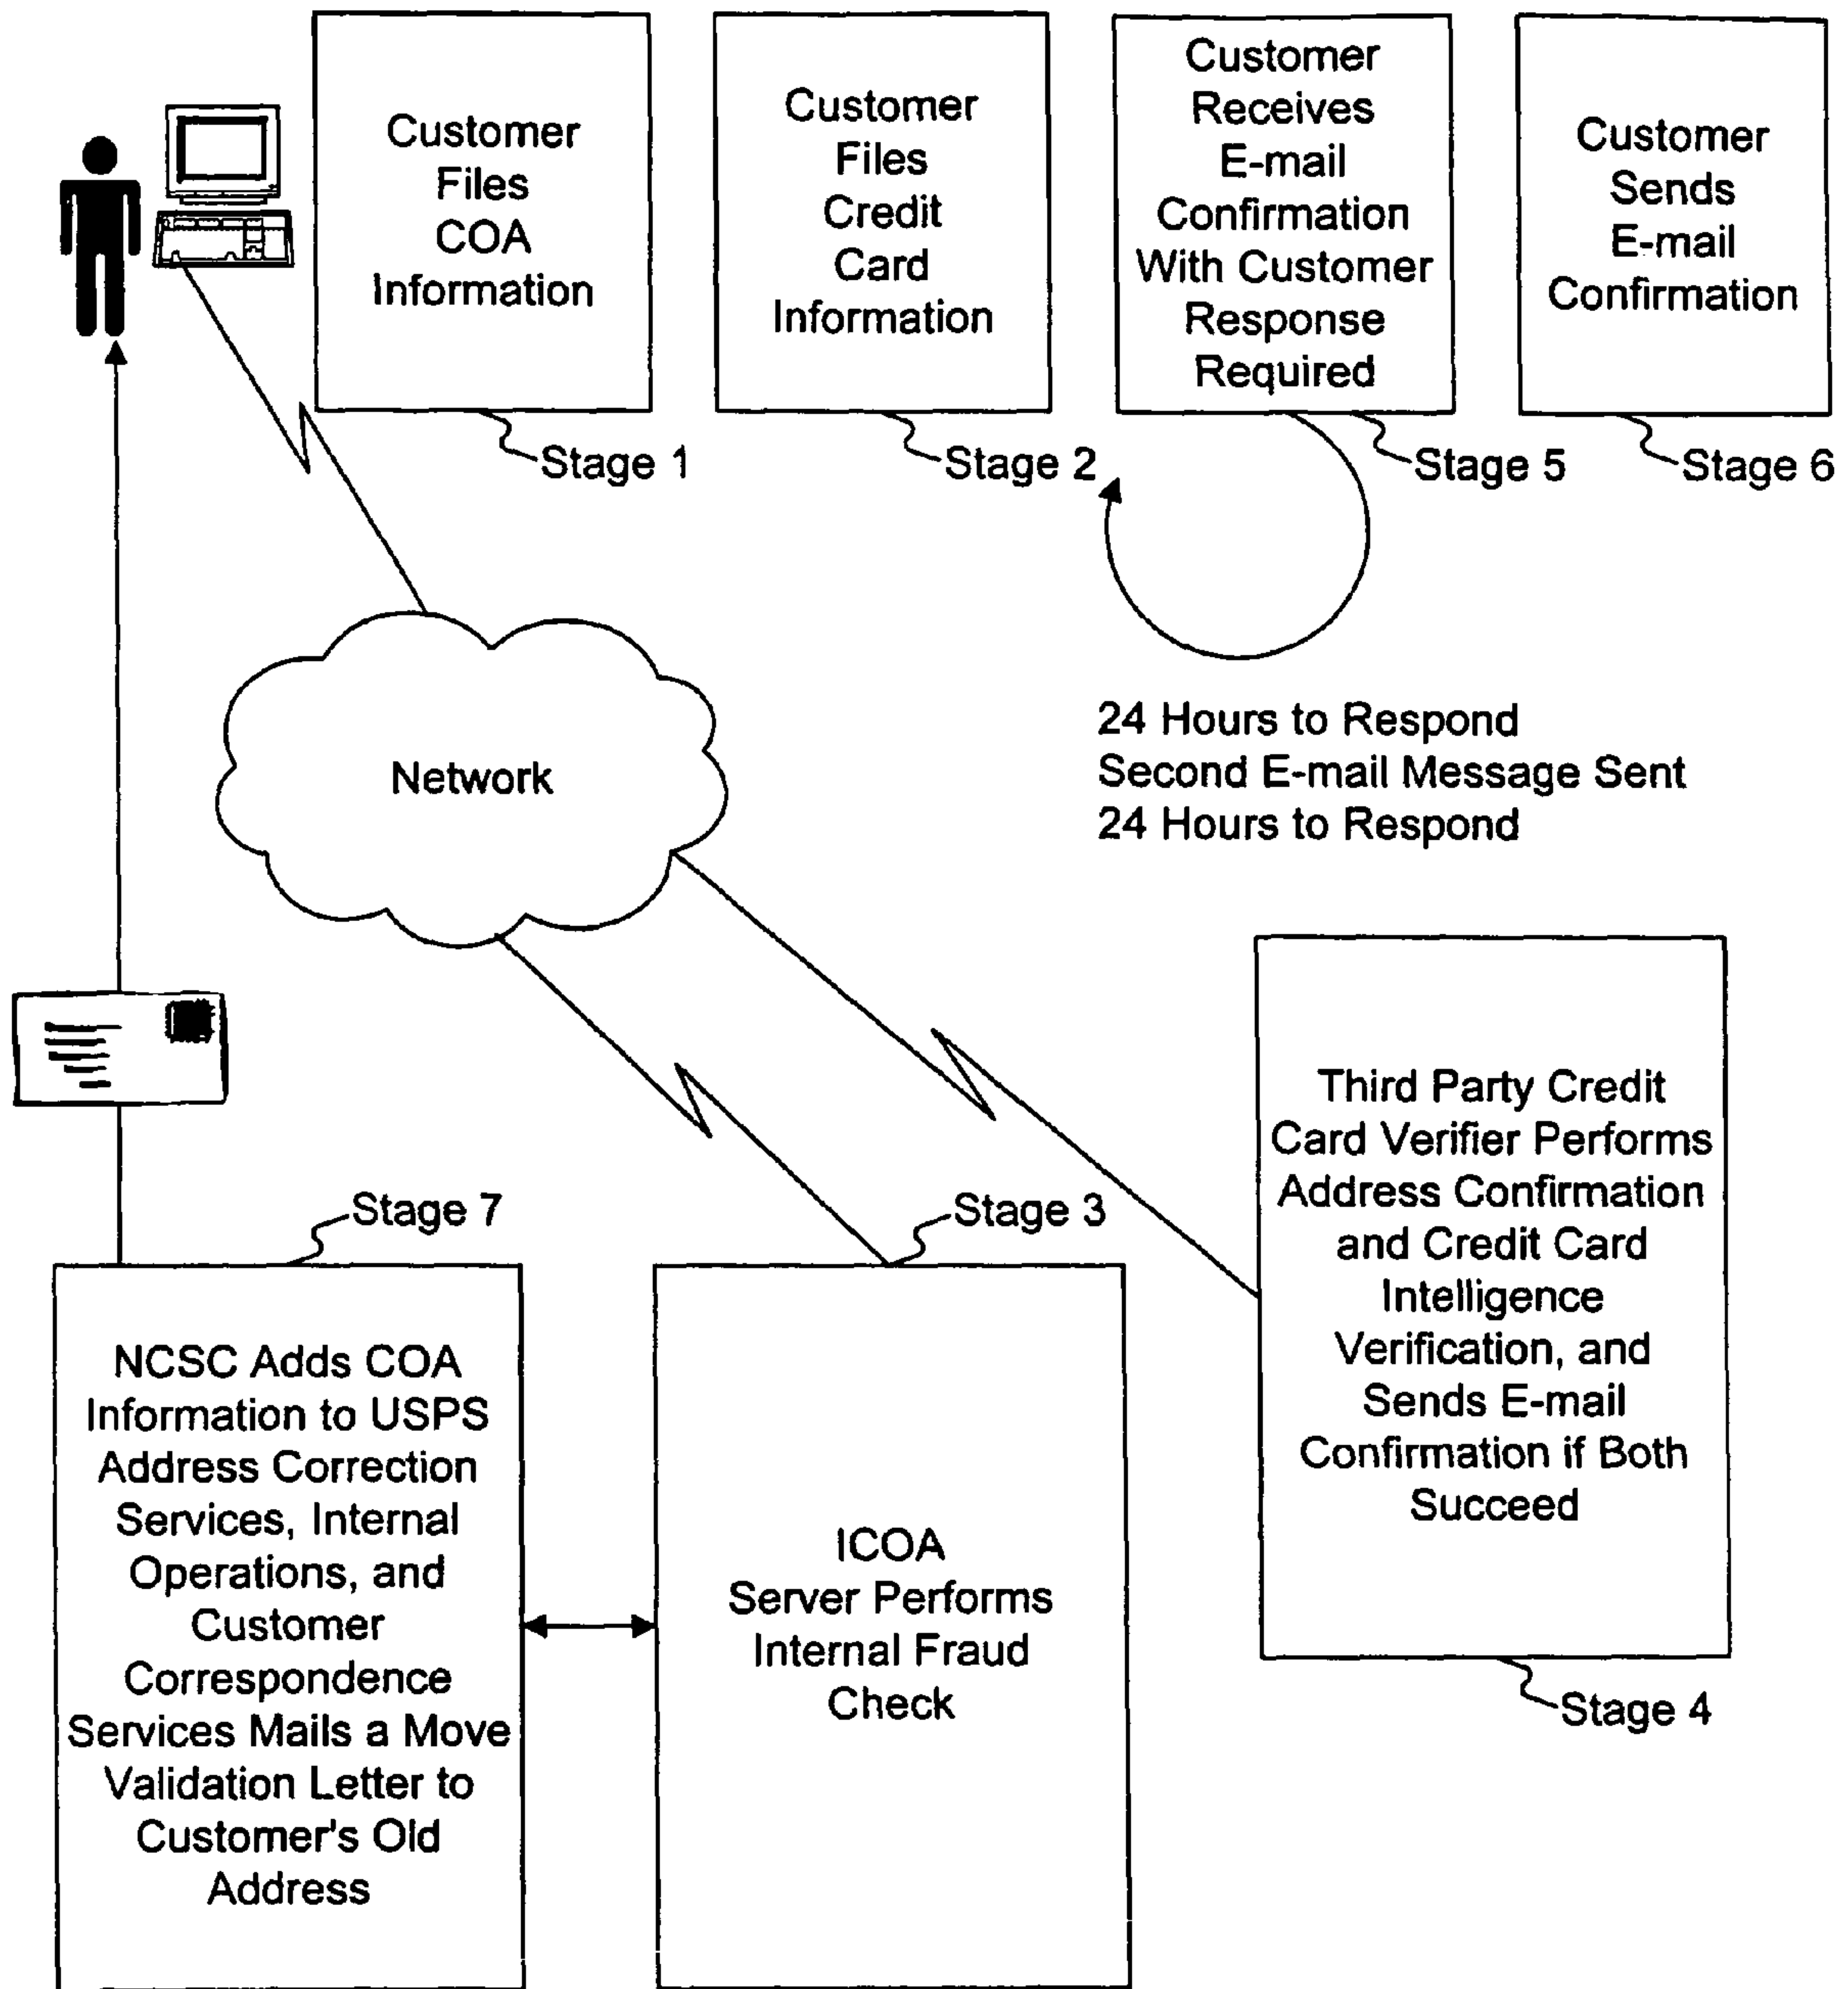 Customer
Files
COA
Information
Stage 1
Customer
Files
Credit
Card
Information
Stage 2
Customer
Receives
E-mail
Confirmation
With Customer
Response
Required
Stage 5
Customer
Sends
E-mail
Confirmation
Stage 6
24 Hours to Respond
Second E-mail Message Sent
24 Hours to Respond
Network
Stage 7
NCSC Adds COA
Information to USPS
Address Correction
Services, Internal
Operations, and
Customer
Correspondence
Services Mails a Move
Validation Letter to
Customer's Old
Address
Stage 3
ICOA
Server Performs
Internal Fraud
Check
Third Party Credit
Card Verifier Performs
Address Confirmation
and Credit Card
Intelligence
Verification, and
Sends E-mail
Confirmation if Both
Succeed
Stage 4